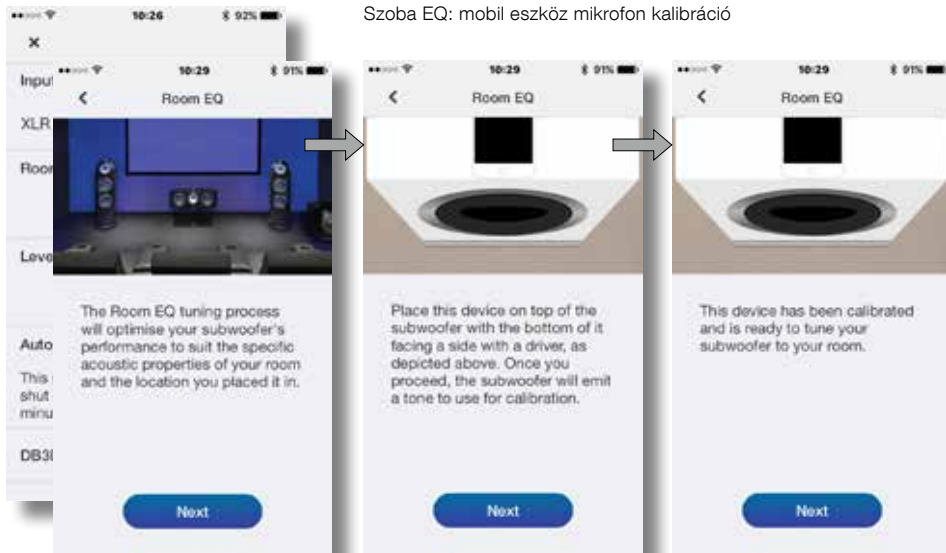 Szoba EQ: mobil eszköz mikrofon kalibráció
10:26
92%
×
Input
XLR
Room
Level
Auto
This
shut
minu
DB3D
10:29
91%
Room EQ
The Room EQ tuning process
will optimise your subwoofer's
performance to suit the specific
acoustic properties of your room
and the location you placed it in.
Next
10:29
91%
Room EQ
Place this device on top of the
subwoofer with the bottom of it
facing a side with a driver, as
depicted above. Once you
proceed, the subwoofer will emit
a tone to use for calibration.
Next
10:29
91%
Room EQ
This device has been calibrated
and is ready to tune your
subwoofer to your room.
Next